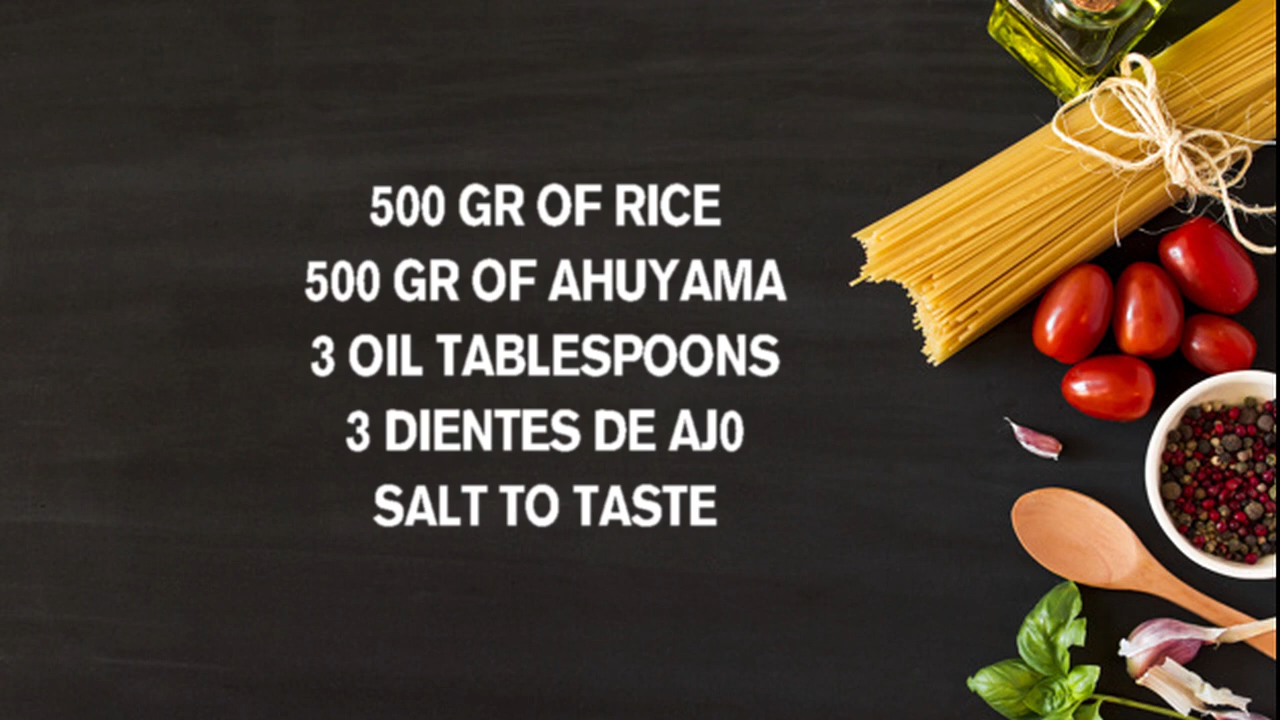 500 GR OF RICE
500 GR OF AHUYAMA
3 OIL TABLESPOONS
3 DIENTES DE AJ0
SALT TO TASTE